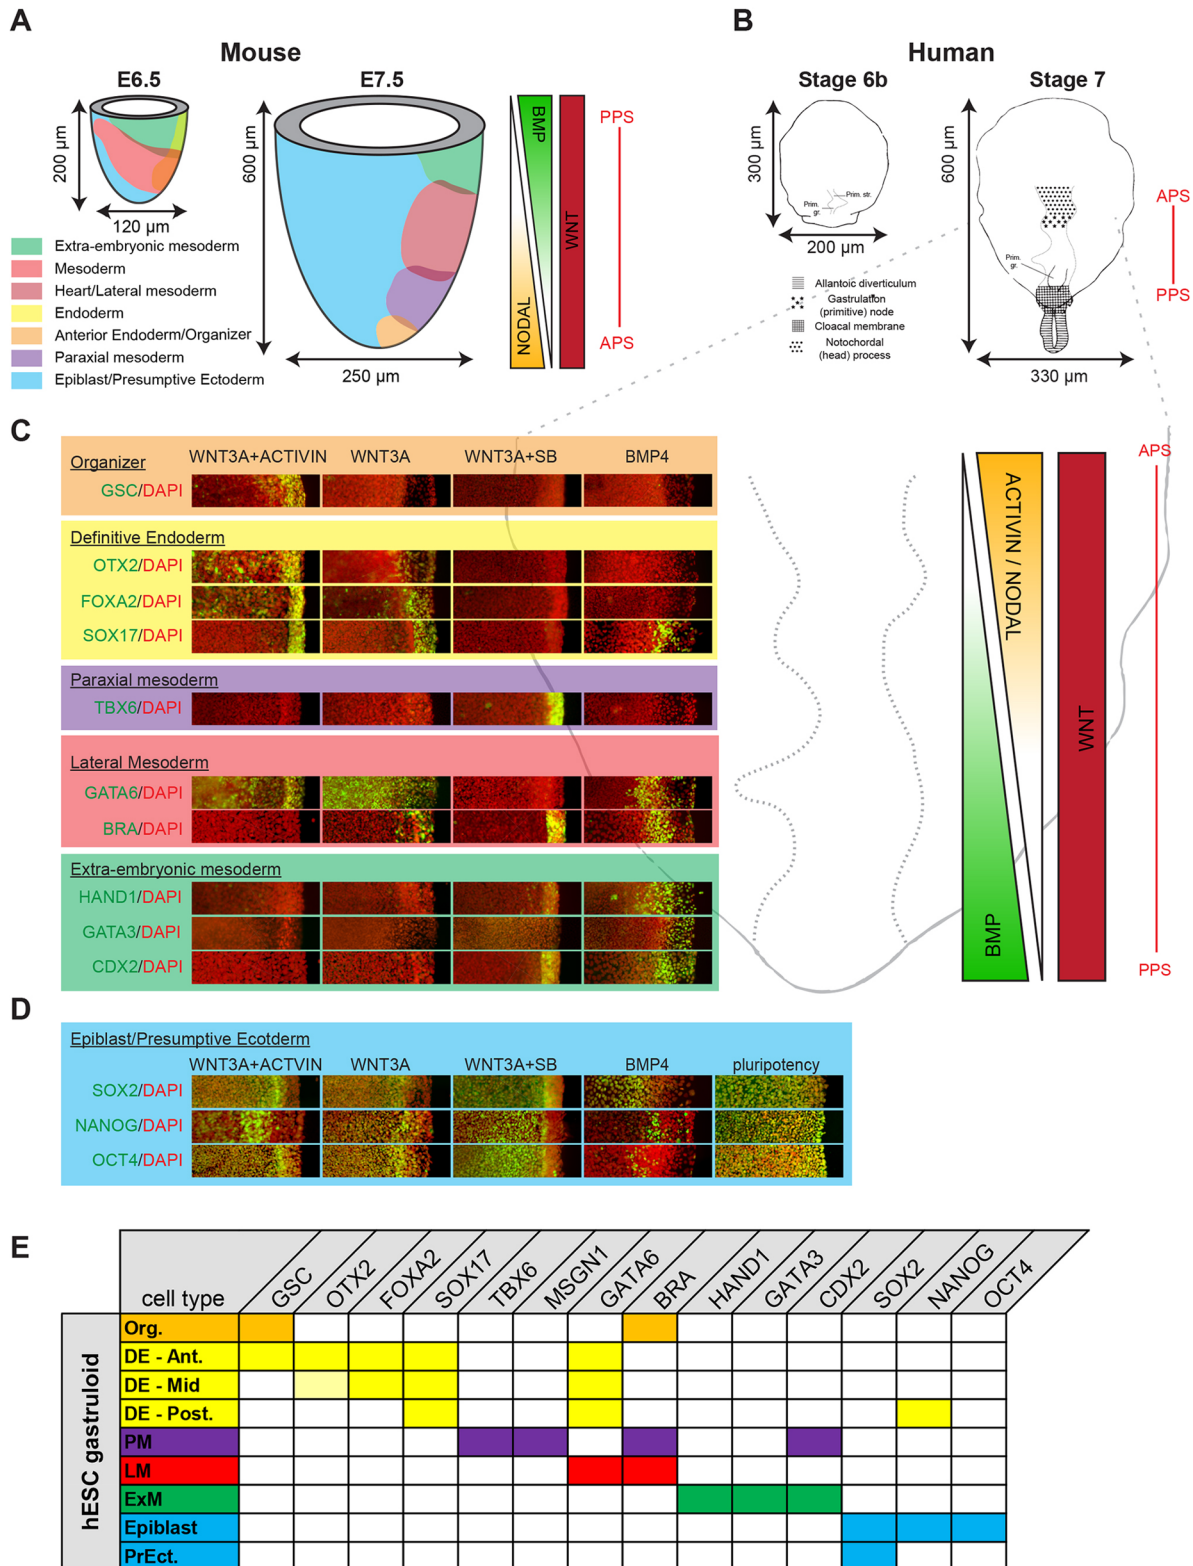 A
B
Mouse
Human
E6.5
E7.5
Stage 6b
Stage 7
200 µm
120 µm
600 µm
250 µm
BMP
NODAL
WNT
PPS
APS
300 µm
200 µm
Prim. str.
Prim.
gr.
600 µm
330 µm
Prim.
gr.
APS
PPS
Extra-embryonic mesoderm
Mesoderm
Heart/Lateral mesoderm
Endoderm
Anterior Endoderm/Organizer
Paraxial mesoderm
Epiblast/Presumptive Ectoderm
Allantoic diverticulum
Gastrulation
(primitive) node
Cloacal membrane
Notochordal
(head) process
C
Organizer
WNT3A+ACTIVIN WNT3A WNT3A+SB BMP4
GSC/DAPI
Definitive Endoderm
OTX2/DAPI
FOXA2/DAPI
SOX17/DAPI
Paraxial mesoderm
TBX6/DAPI
Lateral Mesoderm
GATA6/DAPI
BRA/DAPI
Extra-embryonic mesoderm
HAND1/DAPI
GATA3/DAPI
CDX2/DAPI
ACTIVIN / NODAL
BMP
WNT
APS
PPS
D
Epiblast/Presumptive Ecotderm
WNT3A+ACTVIN WNT3A WNT3A+SB BMP4 pluripotency
SOX2/DAPI
NANOG/DAPI
OCT4/DAPI
E
cell type GSC OTX2 FOXA2 SOX17 TBX6 MSGN1 GATA6 BRA HAND1 GATA3 CDX2 SOX2 NANOG OCT4
hESC gastruloid
Org.
DE - Ant.
DE - Mid
DE - Post.
PM
LM
ExM
Epiblast
PrEct.